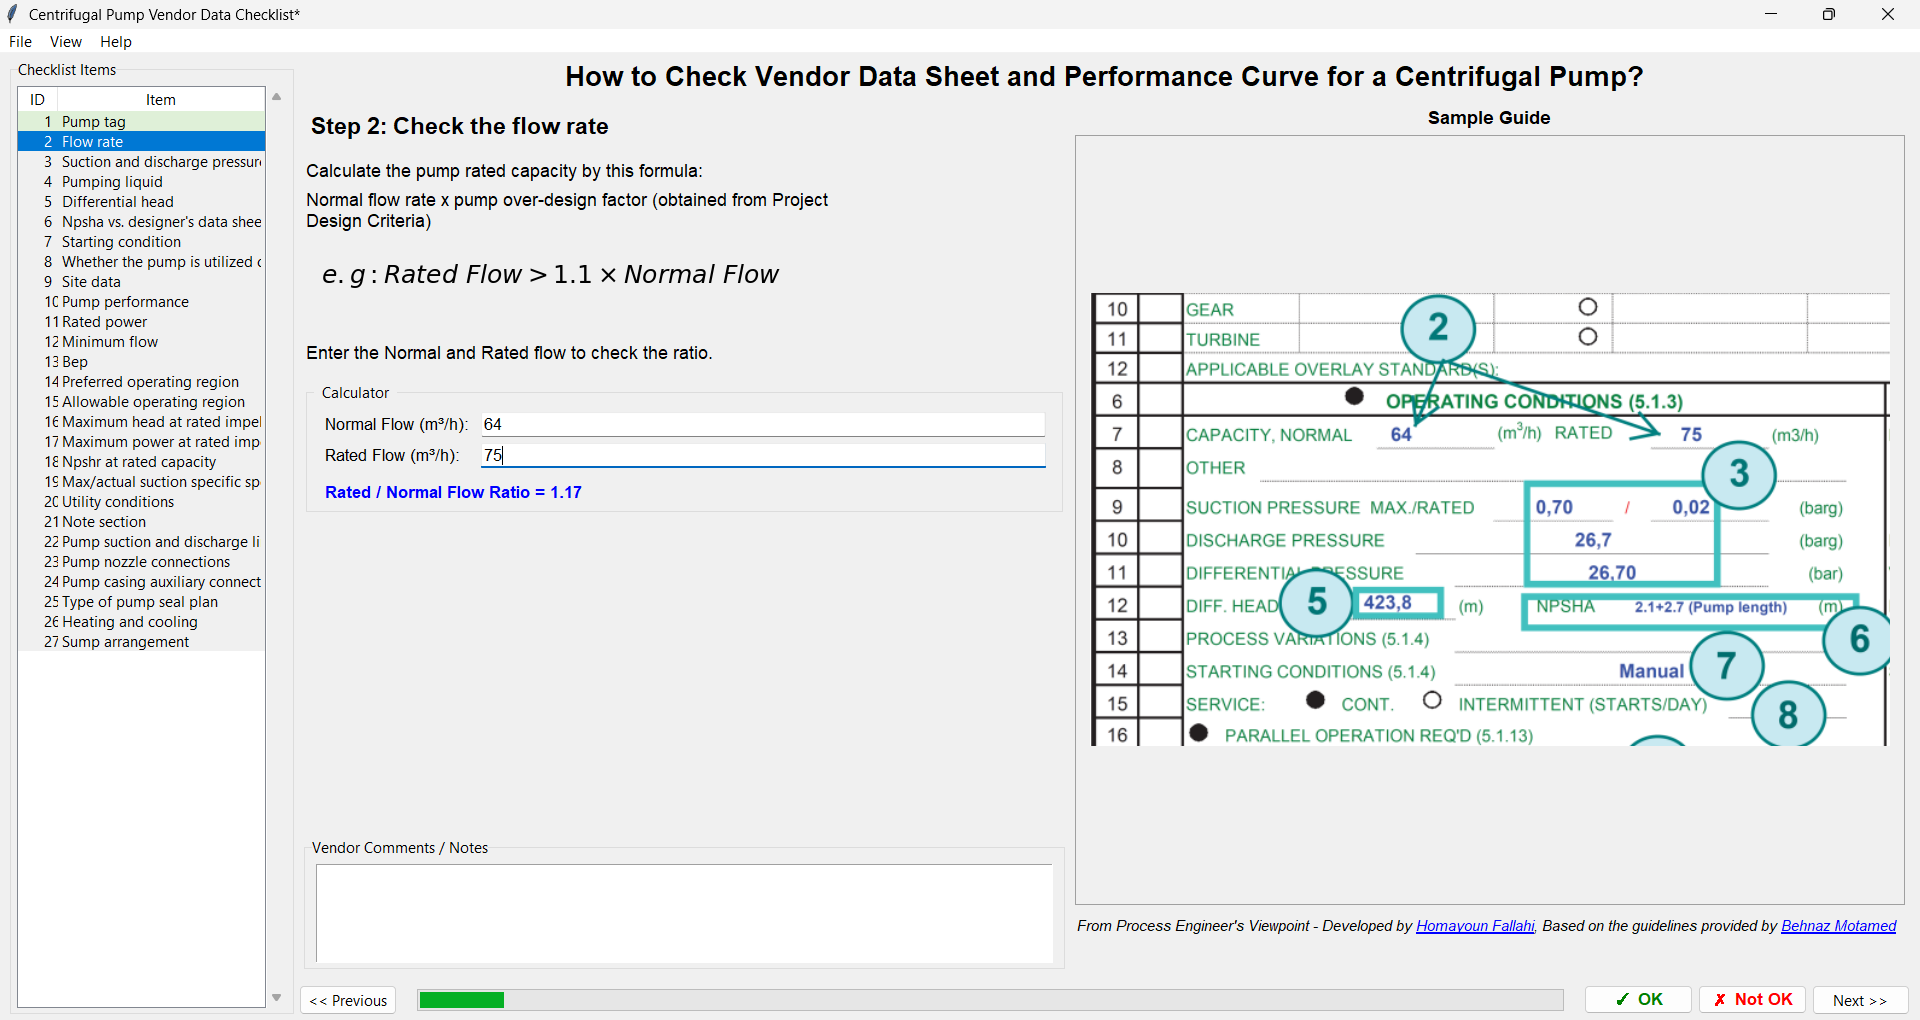 Centrifugal Pump Vendor Data Checklist*
File View Help
Checklist Items
ID Item
1 Pump tag
2 Flow rate
3 Suction and discharge
4 Pumping liquid
5 Differential head
6 Npsha vs. designer's data
7 Starting condition
8 Whether the pump is utilized
9 Site data
10 Pump performance
11 Rated power
12 Minimum flow
13 Bep
14 Preferred operating region
15 Allowable operating region
16 Maximum head at rated
17 Maximum power at rated
18 Npshr at rated capacity
19 Max/actual suction specific
20 Utility conditions
21 Note section
22 Pump suction and discharge
23 Pump nozzle connections
24 Pump casing auxiliary
25 Type of pump seal plan
26 Heating and cooling
27 Sump arrangement
How to Check Vendor Data Sheet and Performance Curve for a Centrifugal Pump?
Step 2: Check the flow rate
Calculate the pump rated capacity by this formula:
Normal flow rate x pump over-design factor (obtained from Project
Design Criteria)
e.g: Rated Flow > 1.1 × Normal Flow
Enter the Normal and Rated flow to check the ratio.
Calculator
Normal Flow (m³/h): 64
Rated Flow (m³/h): 75
Rated / Normal Flow Ratio = 1.17
Vendor Comments / Notes
Sample Guide
10 GEAR
11 TURBINE
2
12 APPLICABLE OVERLAY STANDARD(S):
6 OPERATING CONDITIONS (5.1.3)
7 CAPACITY, NORMAL 64 (m³/h) RATED 75 (m3/h)
8 OTHER
3
9 SUCTION PRESSURE MAX./RATED 0,70 / 0,02 (barg)
10 DISCHARGE PRESSURE 26,7 (barg)
11 DIFFERENTIAL PRESSURE 26,70 (bar)
12 DIFF. HEAD 5 423,8 (m) NPSHA 2.1+2.7 (Pump length) (m)
6
13 PROCESS VARIATIONS (5.1.4)
14 STARTING CONDITIONS (5.1.4) Manual 7
15 SERVICE: CONT. INTERMITTENT (STARTS/DAY) 8
16 PARALLEL OPERATION REQ'D (5.1.13)
From Process Engineer's Viewpoint - Developed by Homayoun Fallahi, Based on the guidelines provided by Behnaz Motamed
<< Previous ✓ OK ✗ Not OK Next >>